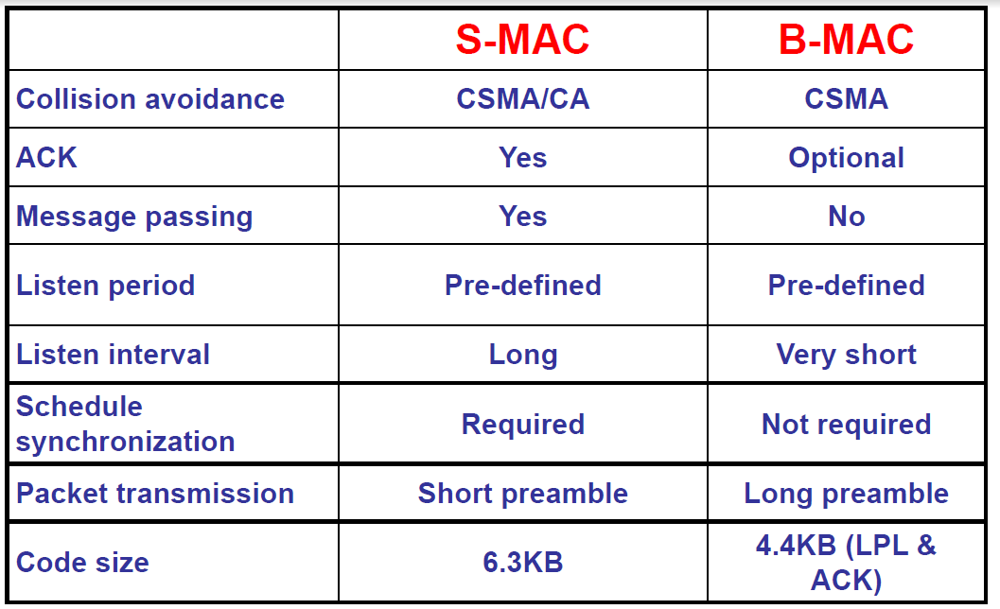 S-MAC B-MAC
Collision avoidance CSMA/CA CSMA
ACK Yes Optional
Message passing Yes No
Listen period Pre-defined Pre-defined
Listen interval Long Very short
Schedule
synchronization Required Not required
Packet transmission Short preamble Long preamble
Code size 6.3KB 4.4KB (LPL &
ACK)